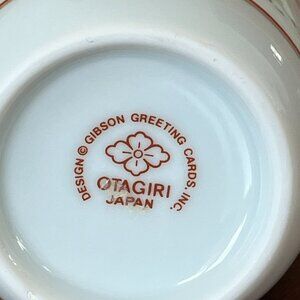 DESIGN © GIBSON GREETING CARDS, INC.
OTAGIRI
JAPAN